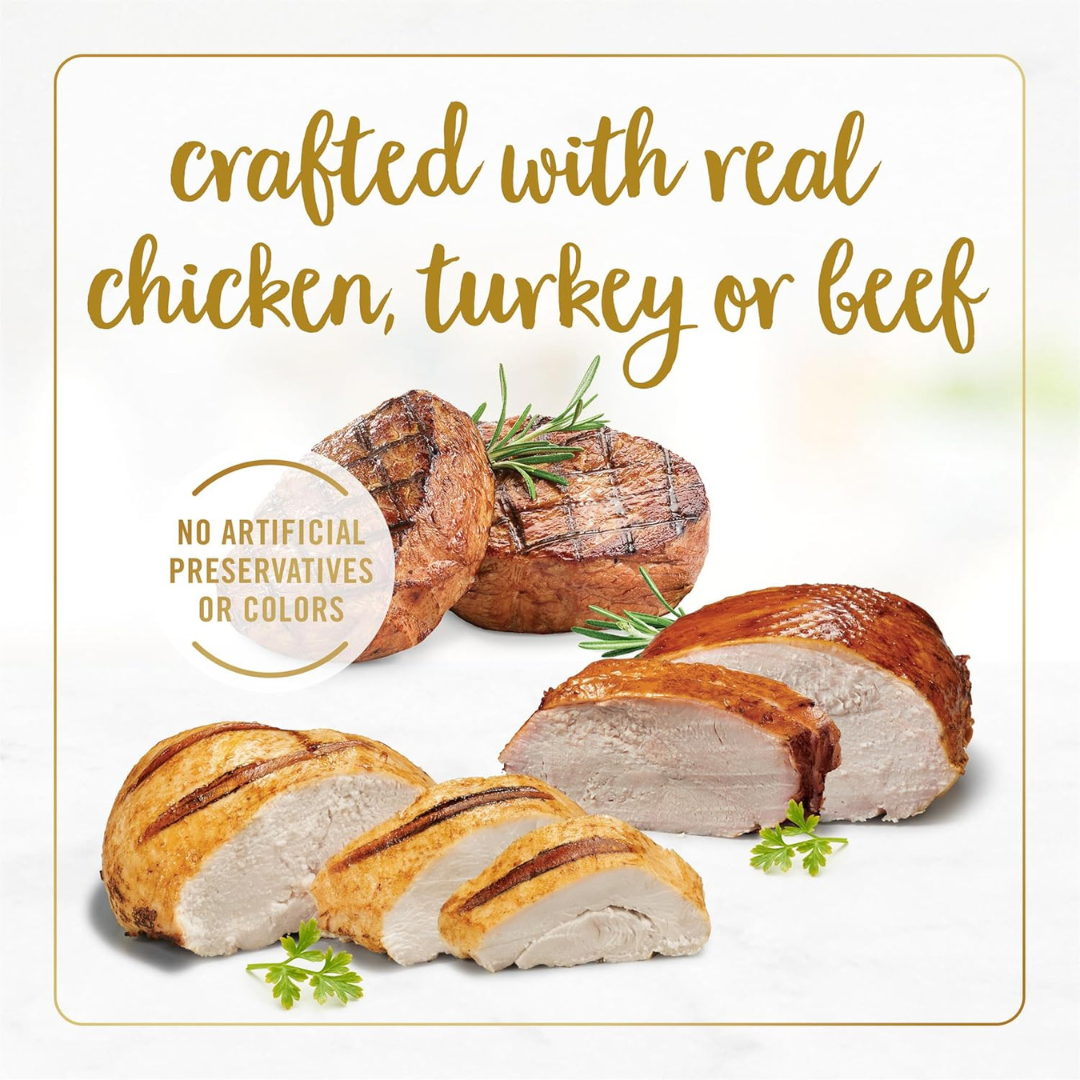 crafted with real
chicken, turkey or beef
NO ARTIFICIAL
PRESERVATIVES
OR COLORS